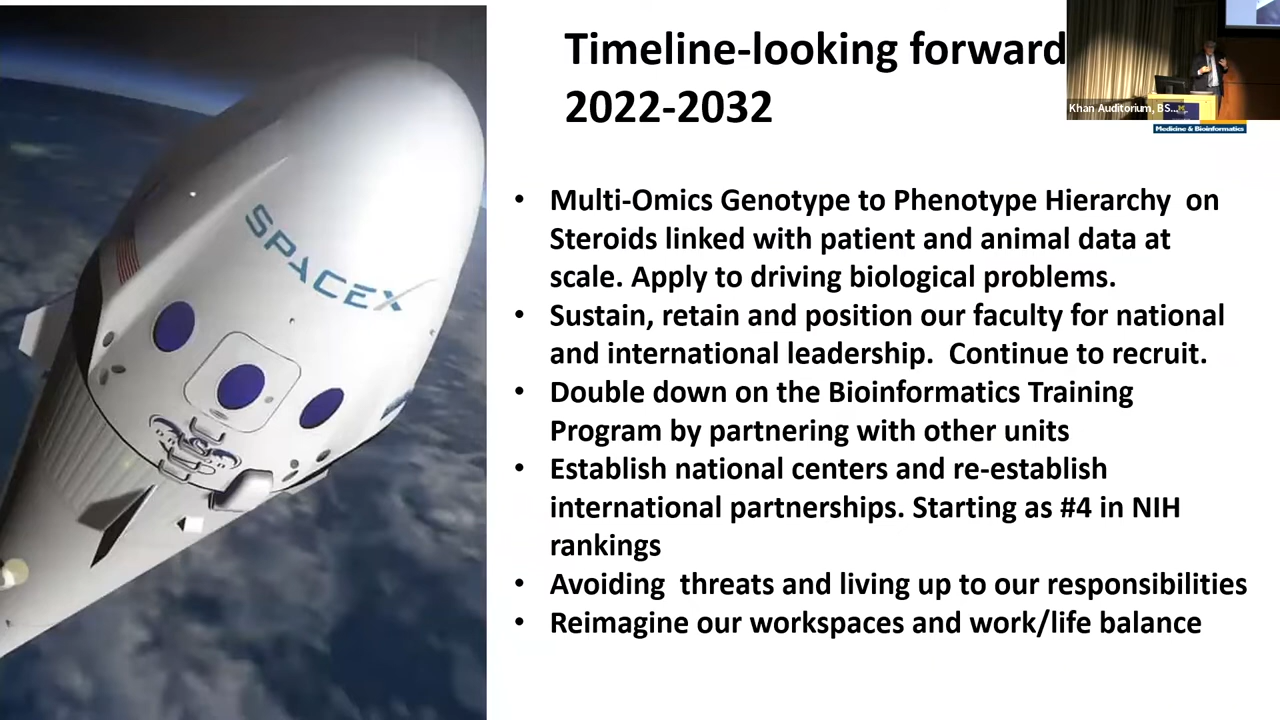 Timeline-looking forward
2022-2032
Khan Auditorium, BS...
Medicine & Bioinformatics
SPACEX
• Multi-Omics Genotype to Phenotype Hierarchy on
Steroids linked with patient and animal data at
scale. Apply to driving biological problems.
• Sustain, retain and position our faculty for national
and international leadership. Continue to recruit.
• Double down on the Bioinformatics Training
Program by partnering with other units
• Establish national centers and re-establish
international partnerships. Starting as #4 in NIH
rankings
• Avoiding threats and living up to our responsibilities
• Reimagine our workspaces and work/life balance